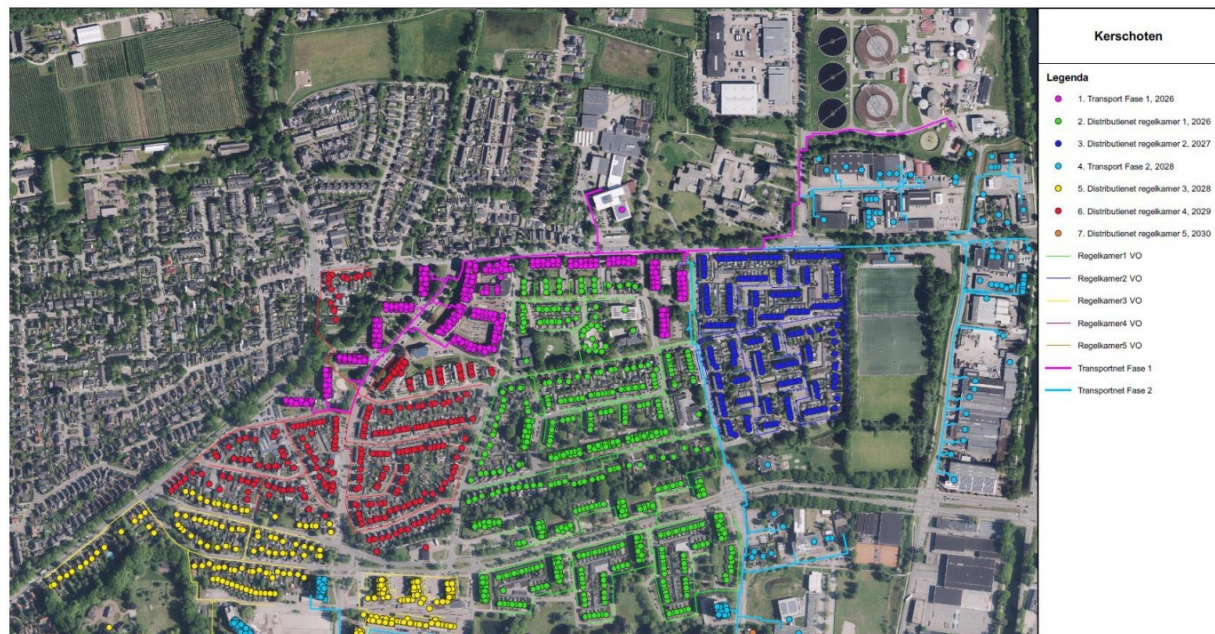 Kerschoten
Legenda
1. Transport Fase 1, 2026
2. Distributienet regelkamer 1, 2026
3. Distributienet regelkamer 2, 2027
4. Transport Fase 2, 2028
5. Distributienet regelkamer 3, 2028
6. Distributienet regelkamer 4, 2029
7. Distributienet regelkamer 5, 2030
Regelkamer1 VO
Regelkamer2 VO
Regelkamer3 VO
Regelkamer4 VO
Regelkamer5 VO
Transportnet Fase 1
Transportnet Fase 2